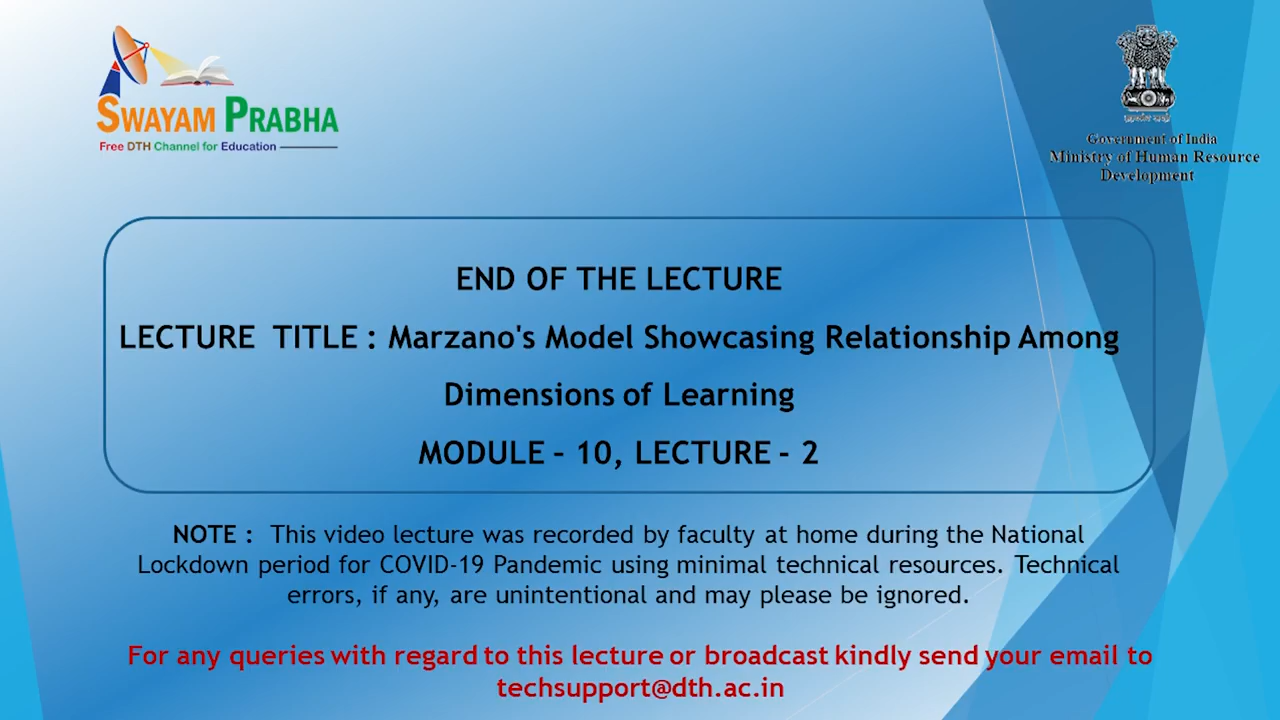 SWAYAM PRABHA
Free DTH Channel for Education
Government of India
Ministry of Human Resource
Development
END OF THE LECTURE
LECTURE TITLE : Marzano's Model Showcasing Relationship Among
Dimensions of Learning
MODULE – 10, LECTURE - 2
NOTE : This video lecture was recorded by faculty at home during the National
Lockdown period for COVID-19 Pandemic using minimal technical resources. Technical
errors, if any, are unintentional and may please be ignored.
For any queries with regard to this lecture or broadcast kindly send your email to
techsupport@dth.ac.in